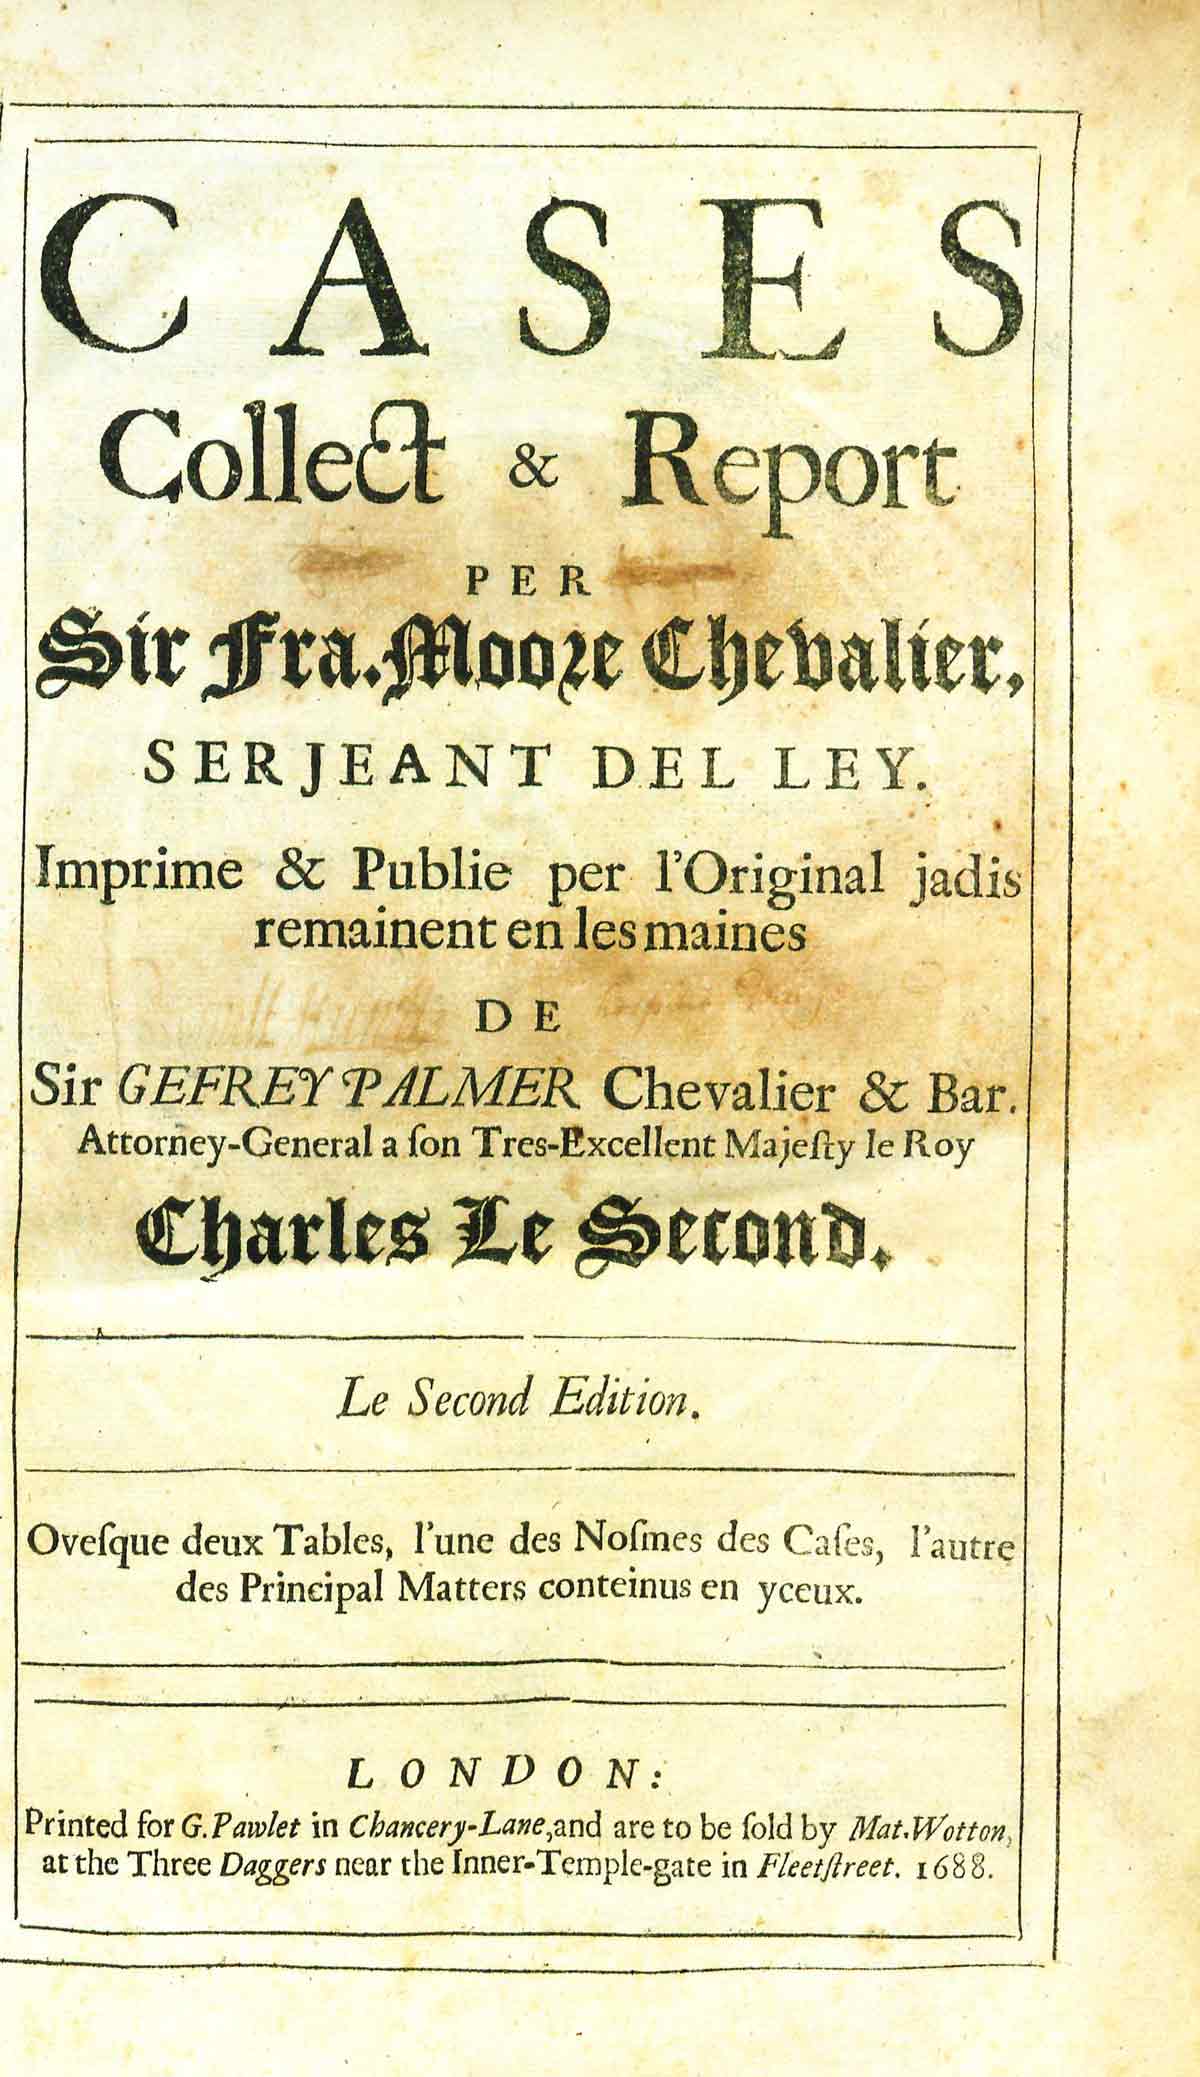 CASES
Collect & Report
PER
Sir Fra. Moore Chevalier,
SERJEANT DEL LEY.
Imprime & Publie per l'Original jadis
remainent en les maines
DE
Sir GEFREY PALMER Chevalier & Bar.
Attorney-General a ſon Tres-Excellent Majeſty le Roy
Charles Le Second.
Le Second Edition.
Oveſque deux Tables, l'une des Noſmes des Caſes, l'autre
des Principal Matters conteinus en yceux.
LONDON:
Printed for G. Pawlet in Chancery-Lane, and are to be ſold by Mat. Wotton,
at the Three Daggers near the Inner-Temple-gate in Fleetſtreet. 1688.